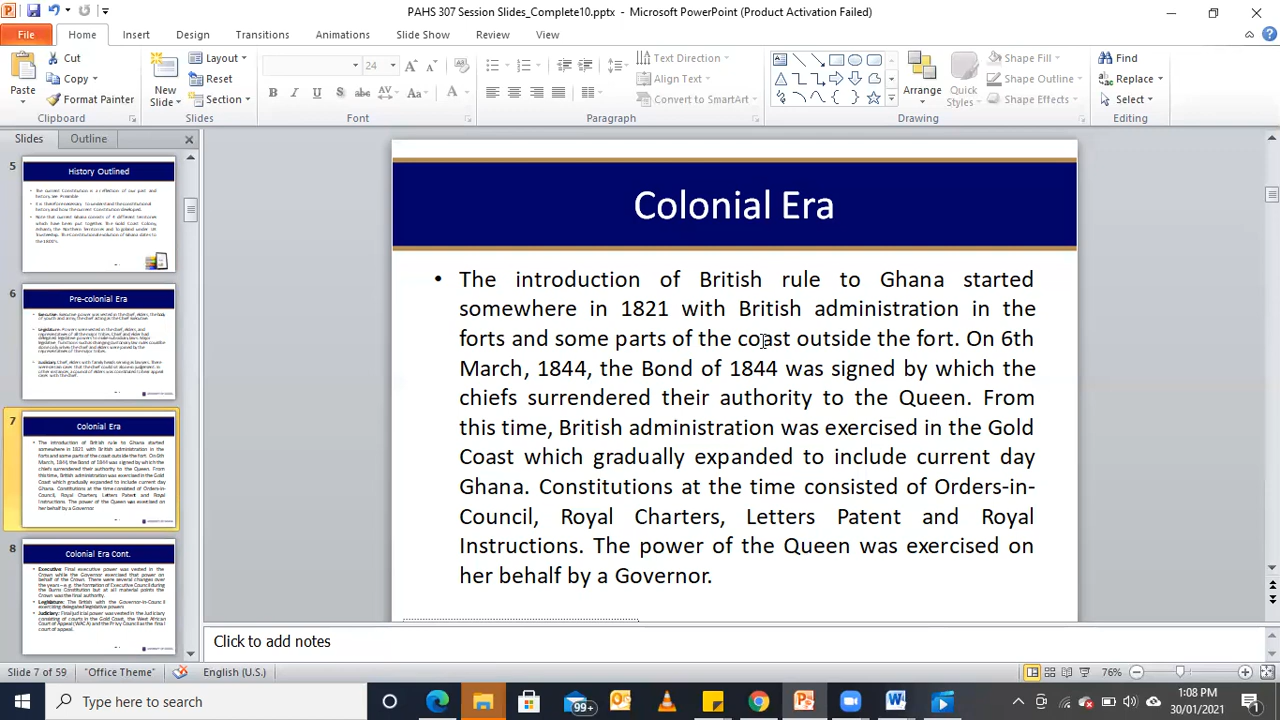 PAHS 307 Session Slides_Complete10.pptx - Microsoft PowerPoint (Product Activation Failed)
File Home Insert Design Transitions Animations Slide Show Review View
Cut
Copy
Format Painter
Paste
Clipboard
New Slide
Layout
Reset
Section
Slides
24
Font
Text Direction
Align Text
Convert to SmartArt
Paragraph
Arrange
Quick Styles
Shape Fill
Shape Outline
Shape Effects
Drawing
Find
Replace
Select
Editing
Slides Outline
5
History Outlined
6
Pre-colonial Era
7
Colonial Era
8
Colonial Era Cont.
Colonial Era
• The introduction of British rule to Ghana started
somewhere in 1821 with British administration in the
forts and some parts of the coast outside the fort. On 6th
March, 1844, the Bond of 1844 was signed by which the
chiefs surrendered their authority to the Queen. From
this time, British administration was exercised in the Gold
Coast which gradually expanded to include current day
Ghana. Constitutions at the time consisted of Orders-in-
Council, Royal Charters, Letters Patent and Royal
Instructions. The power of the Queen was exercised on
her behalf by a Governor.
Click to add notes
Slide 7 of 59 "Office Theme" English (U.S.) 76%
Type here to search
99+
1:08 PM
30/01/2021